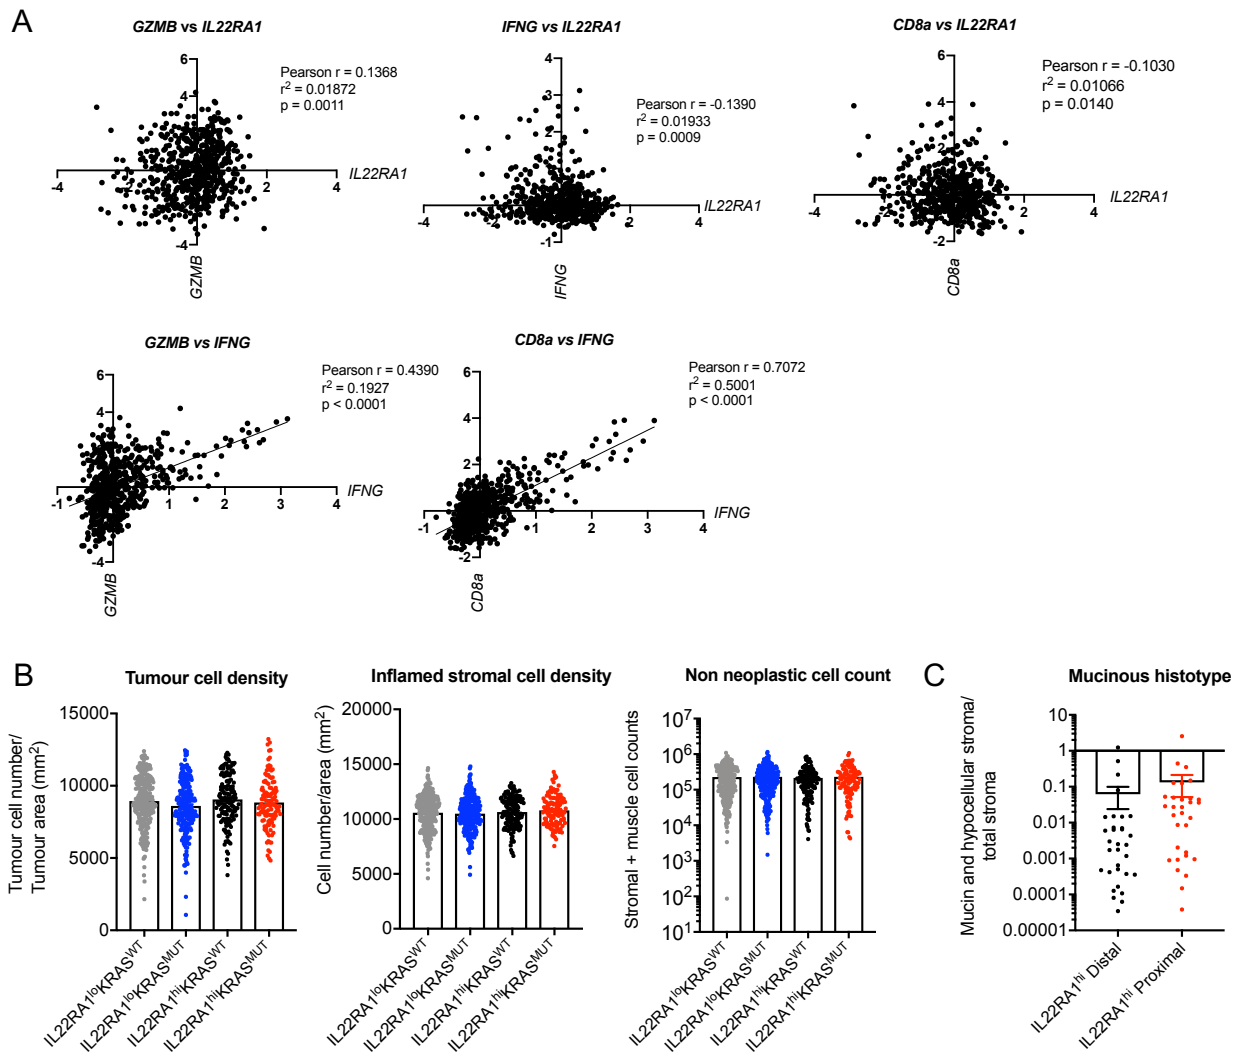 A
GZMB vs IL22RA1
Pearson r = 0.1368
r² = 0.01872
p = 0.0011
6
4
2
-4
-4
2
4
IL22RA1
GZMB
IFNG vs IL22RA1
Pearson r = -0.1390
r² = 0.01933
p = 0.0009
4
3
2
-1
-4
-2
2
4
IL22RA1
IFNG
CD8a vs IL22RA1
Pearson r = -0.1030
r² = 0.01066
p = 0.0140
6
4
2
-2
-4
2
4
IL22RA1
CD8a
GZMB vs IFNG
Pearson r = 0.4390
r² = 0.1927
p < 0.0001
6
4
2
-4
-1
1
2
3
4
IFNG
GZMB
CD8a vs IFNG
Pearson r = 0.7072
r² = 0.5001
p < 0.0001
6
4
2
-2
-1
1
2
3
4
IFNG
CD8a
B
Tumour cell density
Tumour cell number/
Tumour area (mm²)
15000
10000
5000
0
IL22RA1ˡᵒKRASᵂᵀ
IL22RA1ˡᵒKRASᴹᵁᵀ
IL22RA1ʰⁱKRASᵂᵀ
IL22RA1ʰⁱKRASᴹᵁᵀ
Inflamed stromal cell density
Cell number/area (mm²)
20000
15000
10000
5000
0
IL22RA1ˡᵒKRASᵂᵀ
IL22RA1ˡᵒKRASᴹᵁᵀ
IL22RA1ʰⁱKRASᵂᵀ
IL22RA1ʰⁱKRASᴹᵁᵀ
Non neoplastic cell count
Stromal + muscle cell counts
10⁷
10⁶
10⁵
10⁴
10³
10²
10¹
IL22RA1ˡᵒKRASᵂᵀ
IL22RA1ˡᵒKRASᴹᵁᵀ
IL22RA1ʰⁱKRASᵂᵀ
IL22RA1ʰⁱKRASᴹᵁᵀ
C
Mucinous histotype
Mucin and hypocellular stroma/
total stroma
10
1
0.1
0.01
0.001
0.0001
0.00001
IL22RA1ʰⁱ Distal
IL22RA1ʰⁱ Proximal